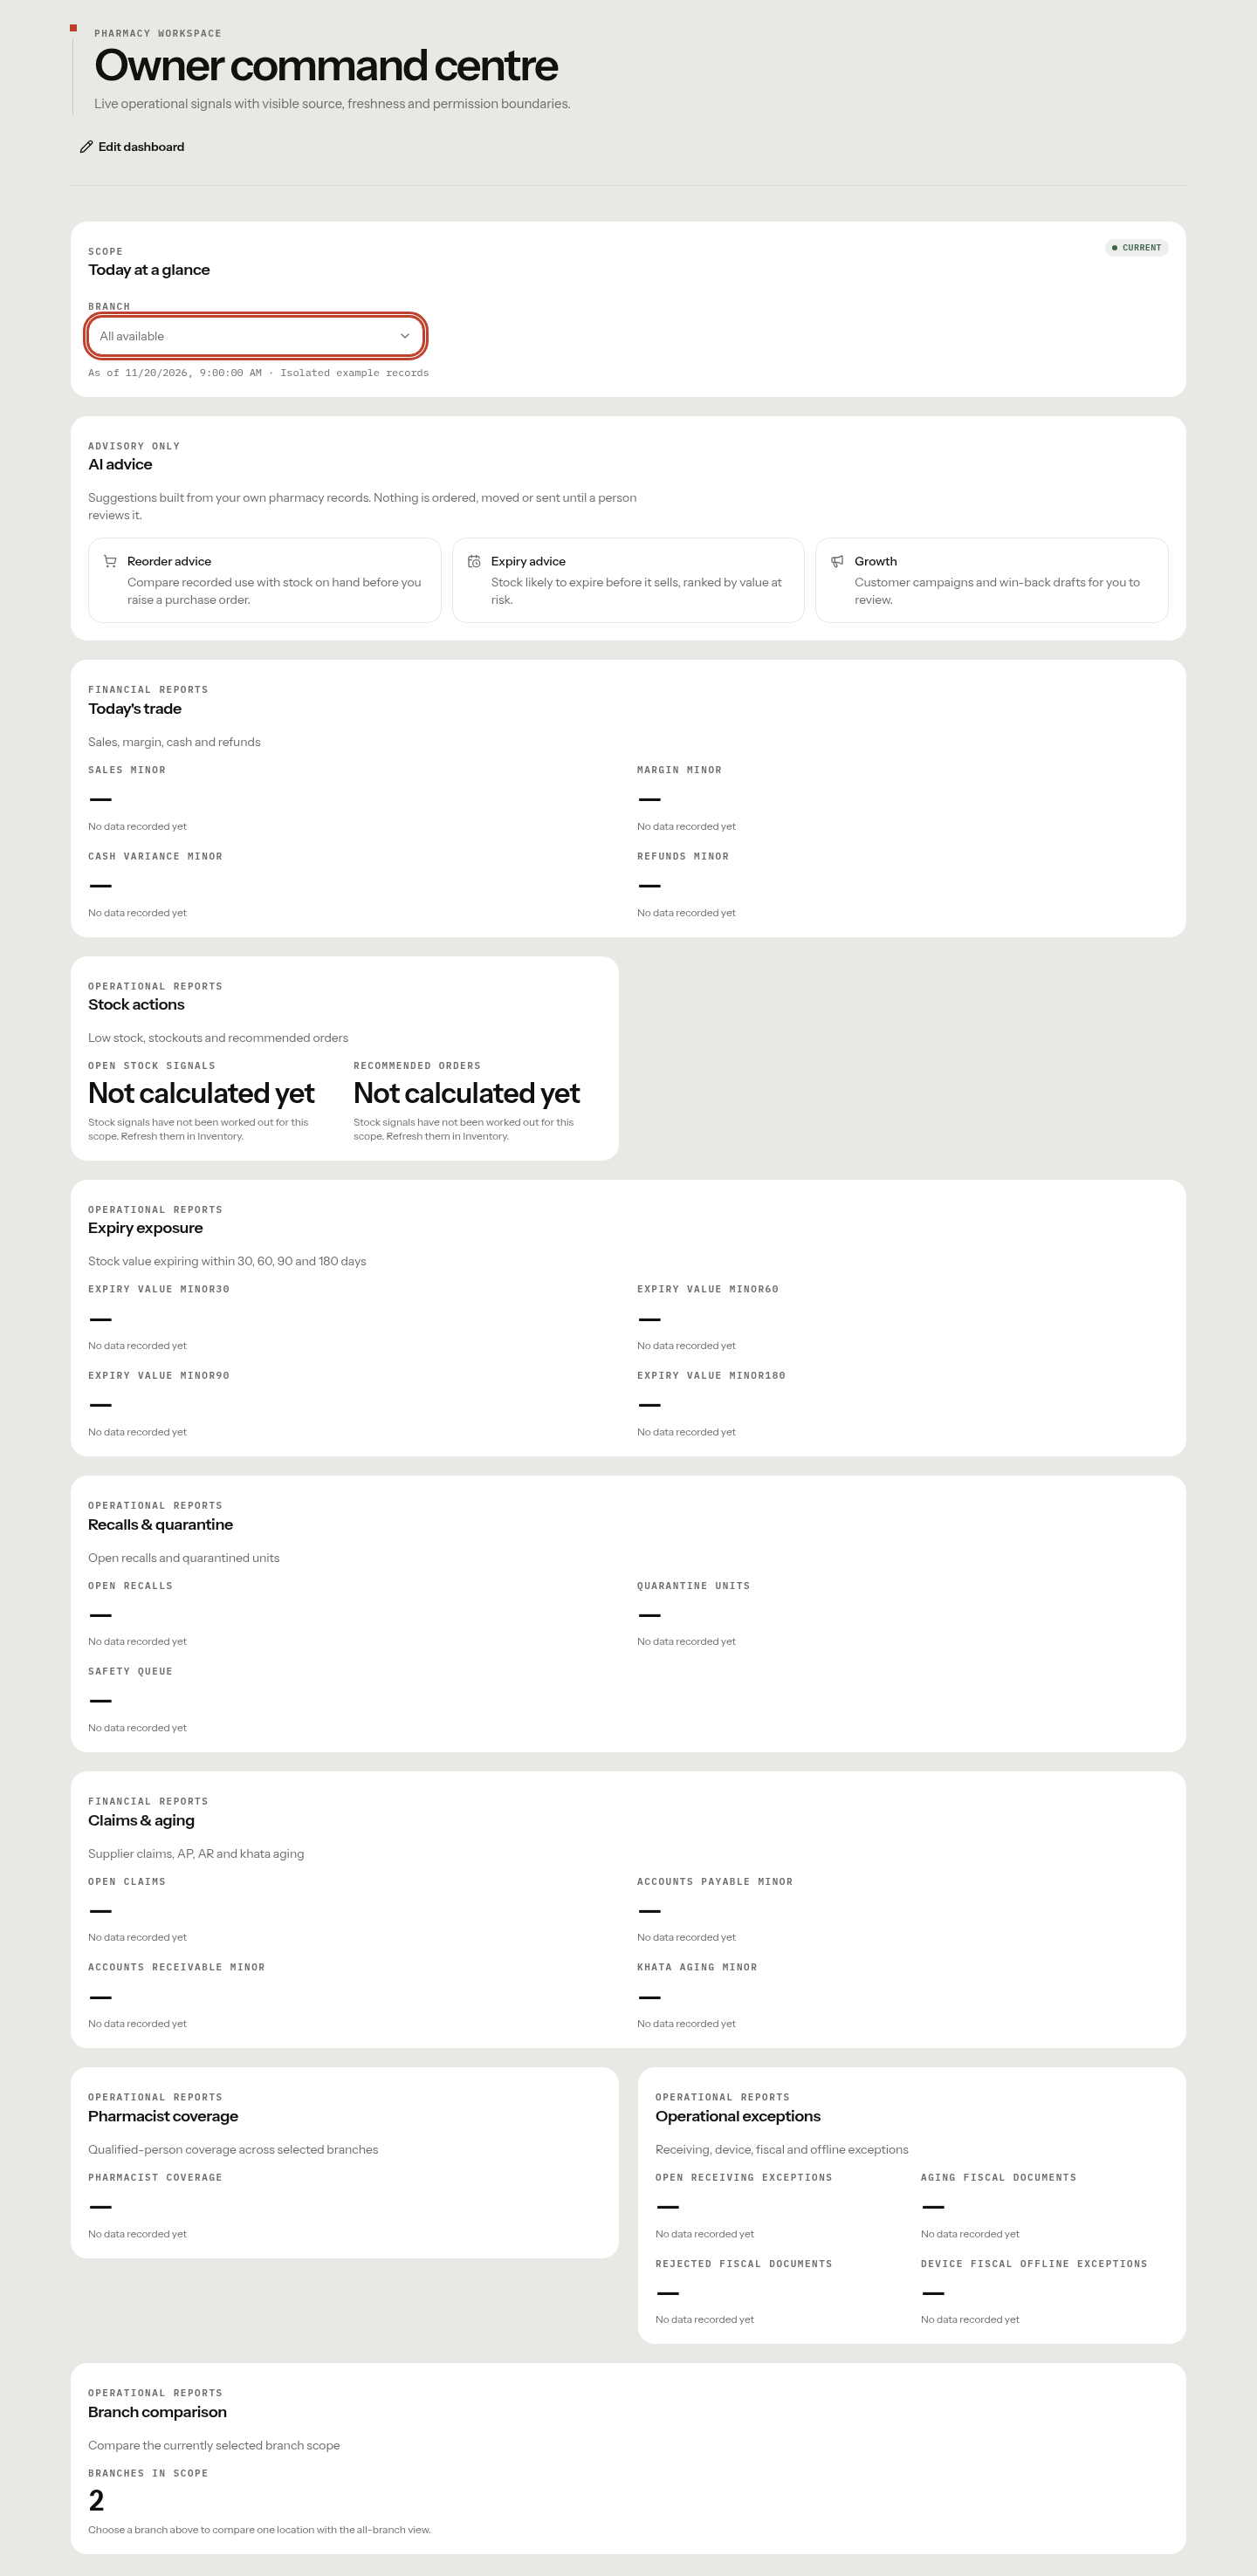 PHARMACY WORKSPACE
Owner command centre
Live operational signals with visible source, freshness and permission boundaries.
Edit dashboard
SCOPE
Today at a glance
CURRENT
BRANCH
All available
As of 11/20/2026, 9:00:00 AM · Isolated example records
ADVISORY ONLY
AI advice
Suggestions built from your own pharmacy records. Nothing is ordered, moved or sent until a person
reviews it.
Reorder advice
Compare recorded use with stock on hand before you
raise a purchase order.
Expiry advice
Stock likely to expire before it sells, ranked by value at
risk.
Growth
Customer campaigns and win-back drafts for you to
review.
FINANCIAL REPORTS
Today's trade
Sales, margin, cash and refunds
SALES MINOR
—
No data recorded yet
MARGIN MINOR
—
No data recorded yet
CASH VARIANCE MINOR
—
No data recorded yet
REFUNDS MINOR
—
No data recorded yet
OPERATIONAL REPORTS
Stock actions
Low stock, stockouts and recommended orders
OPEN STOCK SIGNALS
Not calculated yet
Stock signals have not been worked out for this
scope. Refresh them in Inventory.
RECOMMENDED ORDERS
Not calculated yet
Stock signals have not been worked out for this
scope. Refresh them in Inventory.
OPERATIONAL REPORTS
Expiry exposure
Stock value expiring within 30, 60, 90 and 180 days
EXPIRY VALUE MINOR30
—
No data recorded yet
EXPIRY VALUE MINOR60
—
No data recorded yet
EXPIRY VALUE MINOR90
—
No data recorded yet
EXPIRY VALUE MINOR180
—
No data recorded yet
OPERATIONAL REPORTS
Recalls & quarantine
Open recalls and quarantined units
OPEN RECALLS
—
No data recorded yet
QUARANTINE UNITS
—
No data recorded yet
SAFETY QUEUE
—
No data recorded yet
FINANCIAL REPORTS
Claims & aging
Supplier claims, AP, AR and khata aging
OPEN CLAIMS
—
No data recorded yet
ACCOUNTS PAYABLE MINOR
—
No data recorded yet
ACCOUNTS RECEIVABLE MINOR
—
No data recorded yet
KHATA AGING MINOR
—
No data recorded yet
OPERATIONAL REPORTS
Pharmacist coverage
Qualified-person coverage across selected branches
PHARMACIST COVERAGE
—
No data recorded yet
OPERATIONAL REPORTS
Operational exceptions
Receiving, device, fiscal and offline exceptions
OPEN RECEIVING EXCEPTIONS
—
No data recorded yet
AGING FISCAL DOCUMENTS
—
No data recorded yet
REJECTED FISCAL DOCUMENTS
—
No data recorded yet
DEVICE FISCAL OFFLINE EXCEPTIONS
—
No data recorded yet
OPERATIONAL REPORTS
Branch comparison
Compare the currently selected branch scope
BRANCHES IN SCOPE
2
Choose a branch above to compare one location with the all-branch view.